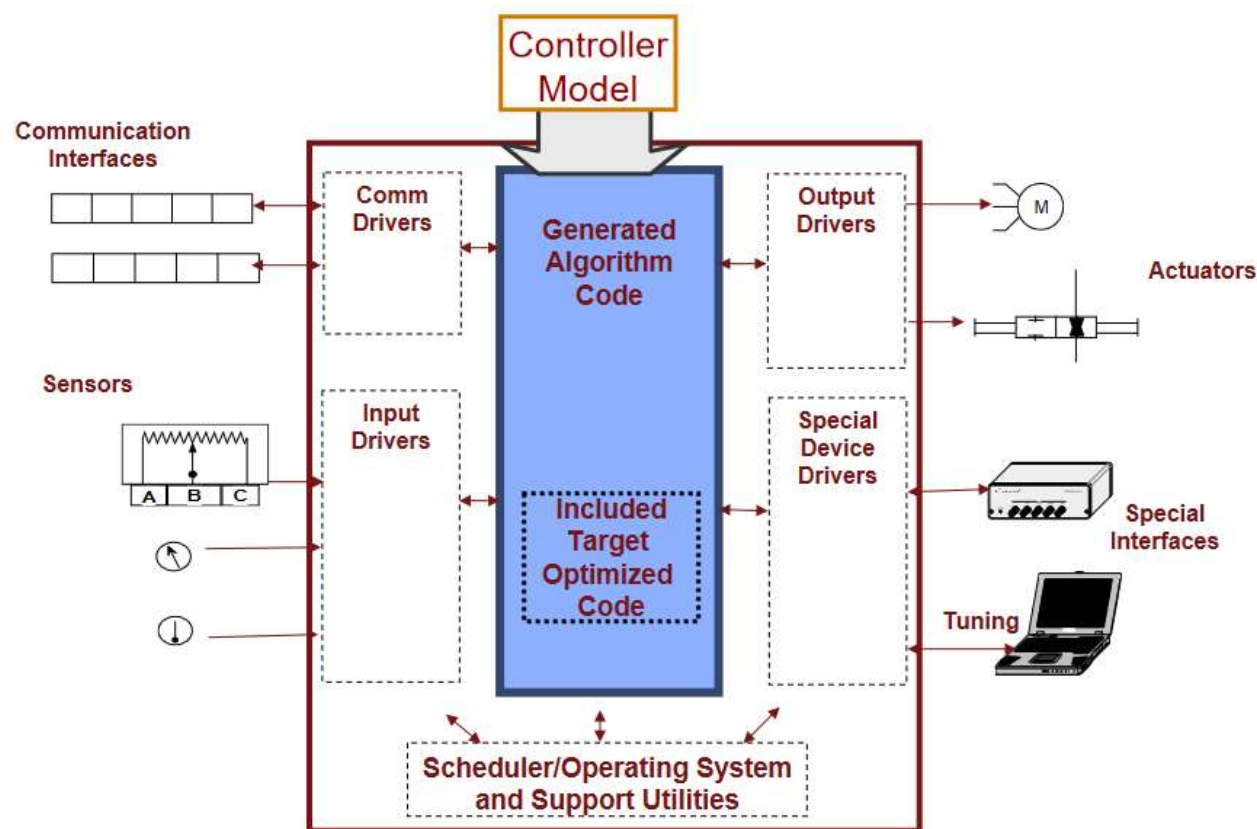 Controller
Model
Communication
Interfaces
Comm
Drivers
Generated
Algorithm
Code
Output
Drivers
M
Actuators
Sensors
A B C
Input
Drivers
Special
Device
Drivers
Included
Target
Optimized
Code
Special
Interfaces
Tuning
Scheduler/Operating System
and Support Utilities